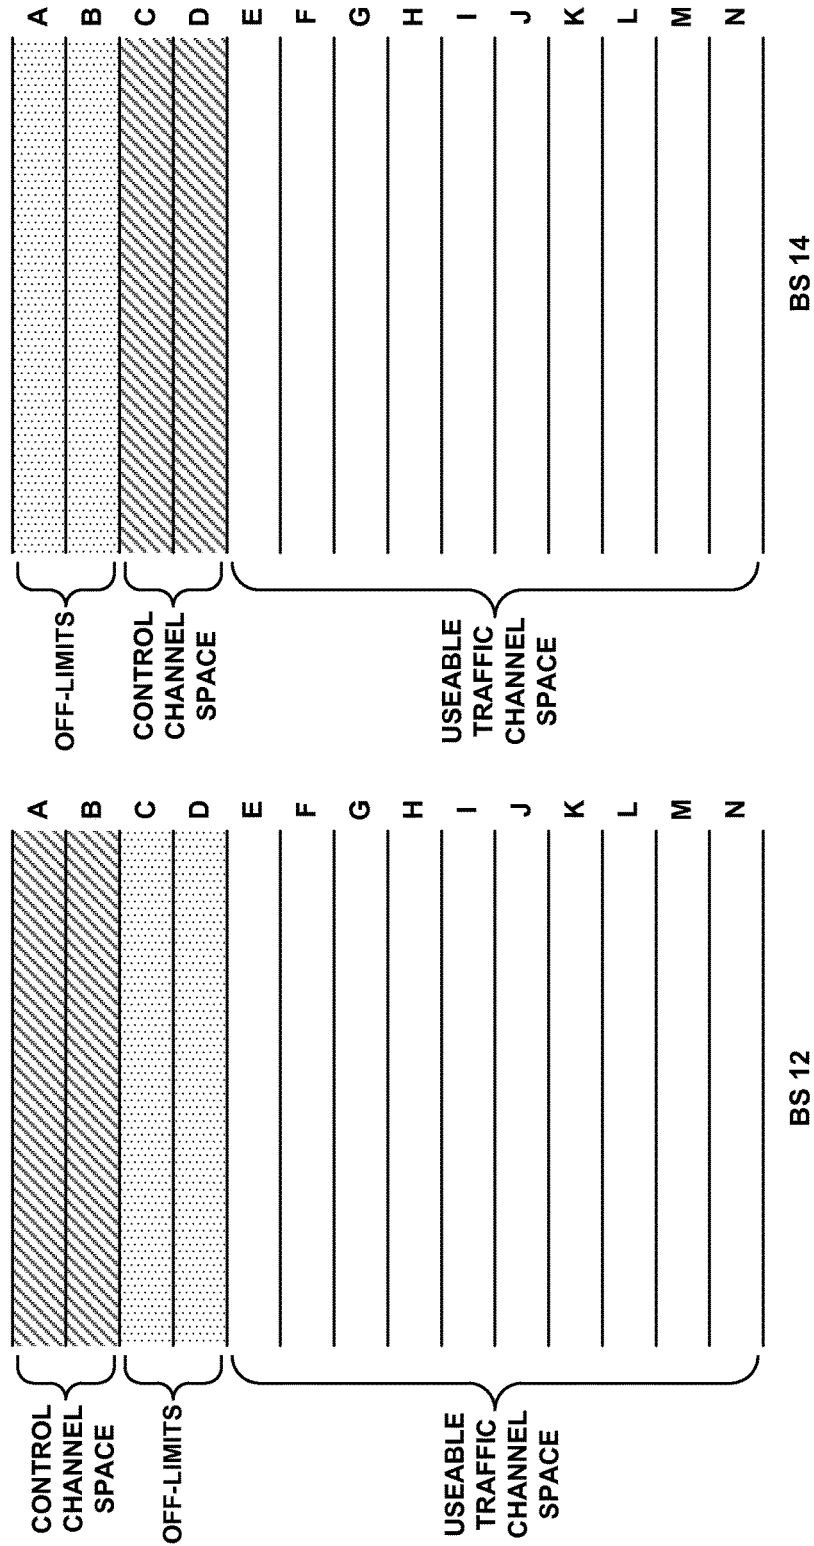 CONTROL
CHANNEL
SPACE
OFF-LIMITS
USEABLE
TRAFFIC
CHANNEL
SPACE
A
B
C
D
E
F
G
H
I
J
K
L
M
N
BS 12
OFF-LIMITS
CONTROL
CHANNEL
SPACE
USEABLE
TRAFFIC
CHANNEL
SPACE
A
B
C
D
E
F
G
H
I
J
K
L
M
N
BS 14